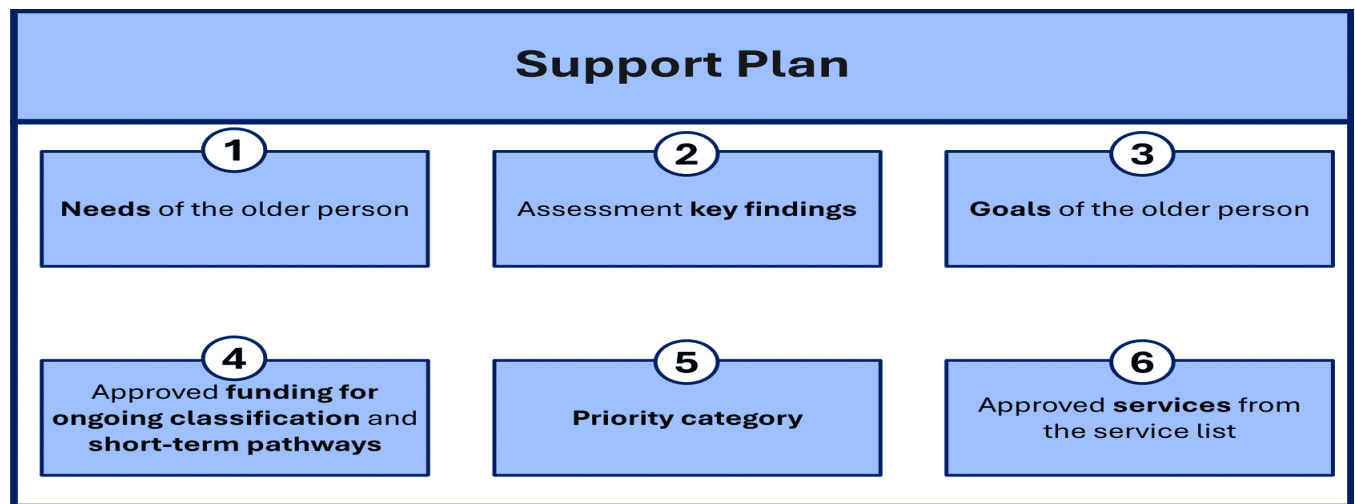 Support Plan
1
Needs of the older person
2
Assessment key findings
3
Goals of the older person
4
Approved funding for
ongoing classification and
short-term pathways
5
Priority category
6
Approved services from
the service list